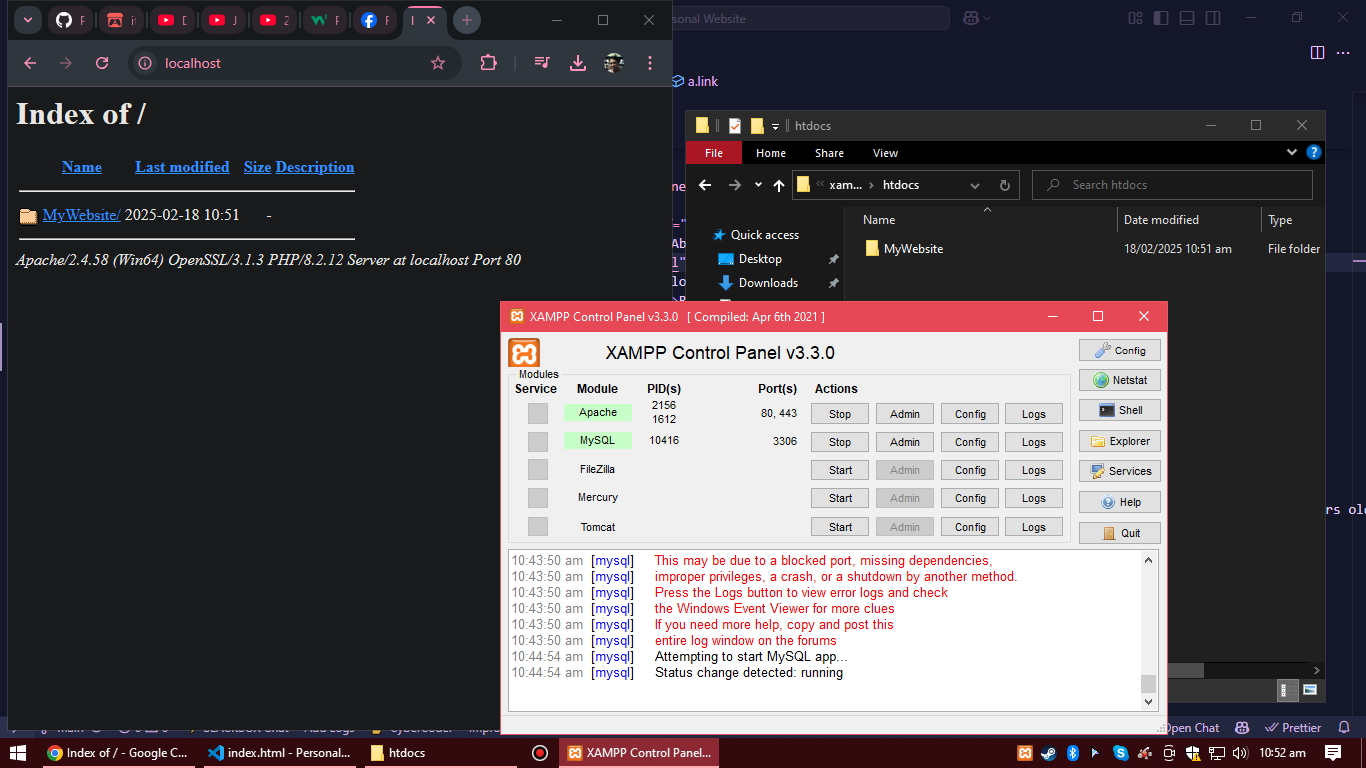 localhost
Index of /
Name Last modified Size Description
MyWebsite/ 2025-02-18 10:51 -
Apache/2.4.58 (Win64) OpenSSL/3.1.3 PHP/8.2.12 Server at localhost Port 80
sonal Website
a.link
htdocs
File Home Share View
xam... htdocs
Search htdocs
Name Date modified Type
Quick access
Desktop
Downloads
MyWebsite 18/02/2025 10:51 am File folder
XAMPP Control Panel v3.3.0 [ Compiled: Apr 6th 2021 ]
XAMPP Control Panel v3.3.0
Modules
Service Module PID(s) Port(s) Actions
Apache 2156 1612 80, 443 Stop Admin Config Logs
MySQL 10416 3306 Stop Admin Config Logs
FileZilla Start Admin Config Logs
Mercury Start Admin Config Logs
Tomcat Start Admin Config Logs
Config
Netstat
Shell
Explorer
Services
Help
Quit
10:43:50 am [mysql] This may be due to a blocked port, missing dependencies,
10:43:50 am [mysql] improper privileges, a crash, or a shutdown by another method.
10:43:50 am [mysql] Press the Logs button to view error logs and check
10:43:50 am [mysql] the Windows Event Viewer for more clues
10:43:50 am [mysql] If you need more help, copy and post this
10:43:50 am [mysql] entire log window on the forums
10:44:54 am [mysql] Attempting to start MySQL app...
10:44:54 am [mysql] Status change detected: running
rs old
Open Chat Prettier
Index of / - Google C... index.html - Personal... htdocs XAMPP Control Panel... 10:52 am